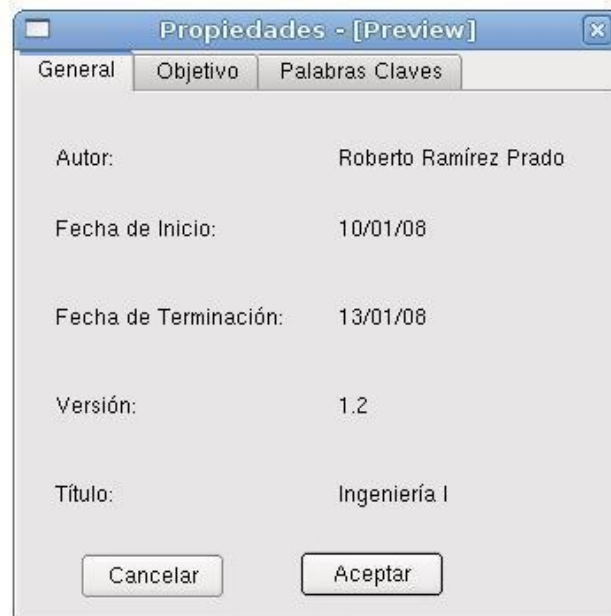 Propiedades - [Preview]
General Objetivo Palabras Claves
Autor: Roberto Ramírez Prado
Fecha de Inicio: 10/01/08
Fecha de Terminación: 13/01/08
Versión: 1.2
Título: Ingeniería I
Cancelar Aceptar